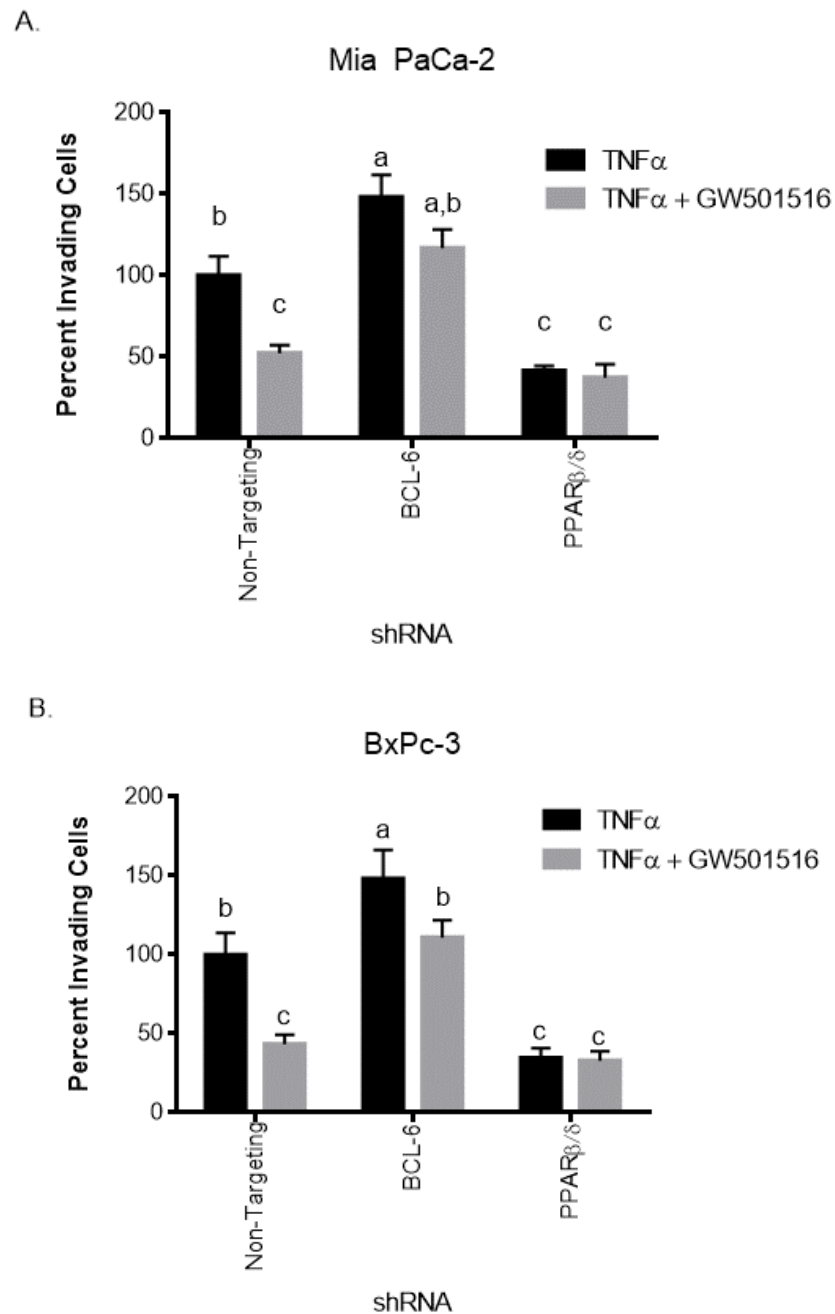 A.
Mia PaCa-2
Percent Invading Cells
200
150
100
50
0
b
c
a
a,b
c
c
TNFα
TNFα + GW501516
Non-Targeting
BCL-6
PPARβ/δ
shRNA
B.
BxPc-3
Percent Invading Cells
200
150
100
50
0
b
c
a
b
c
c
TNFα
TNFα + GW501516
Non-Targeting
BCL-6
PPARβ/δ
shRNA